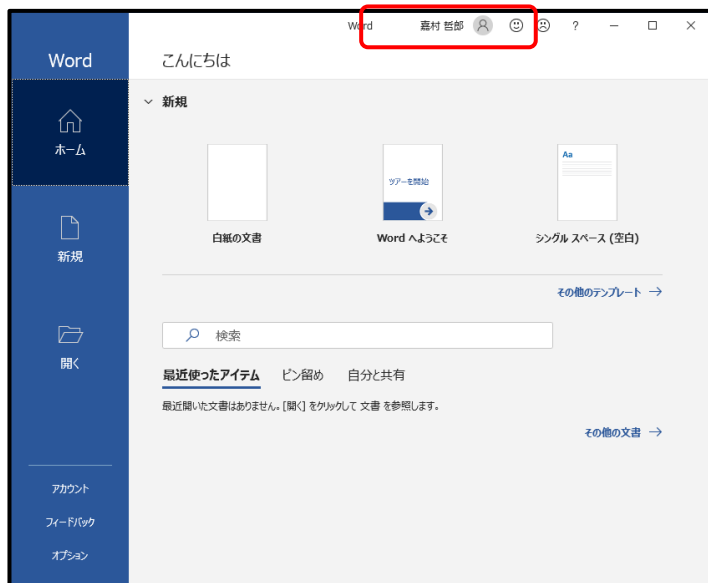 Word 嘉村 哲郎 ?
Word
こんにちは
新規
ホーム
新規
開く
アカウント
フィードバック
オプション
ツアーを開始
Aa
白紙の文書
Word へようこそ
シングル スペース (空白)
その他のテンプレート
検索
最近使ったアイテム ピン留め 自分と共有
最近開いた文書はありません。[開く] をクリックして 文書 を参照します。
その他の文書